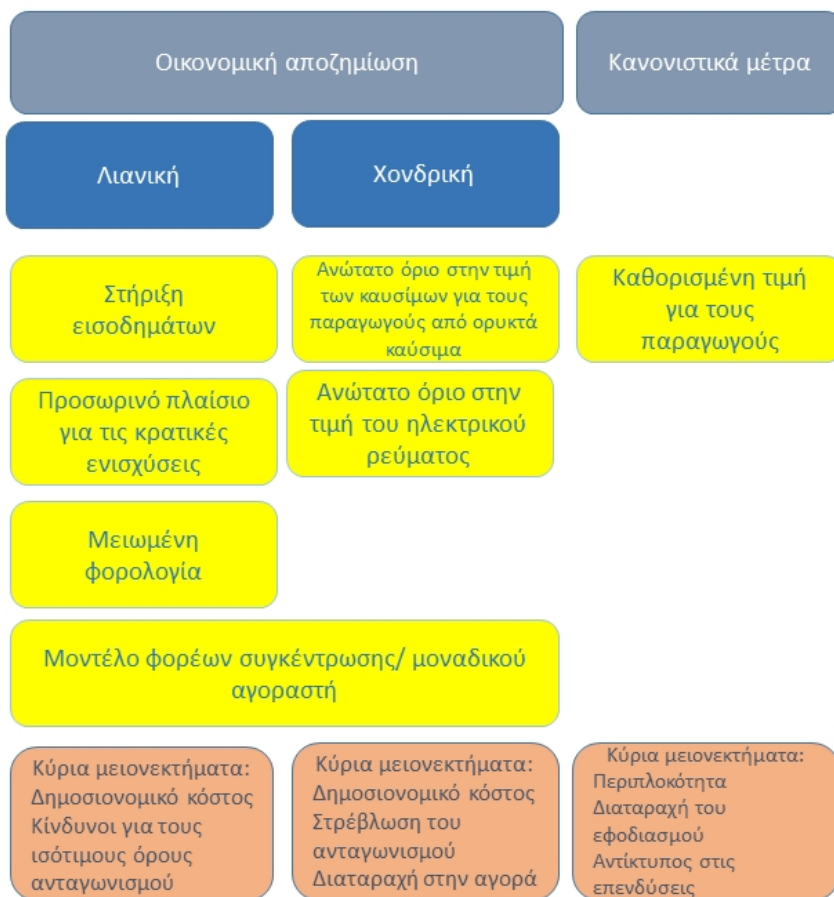 Οικονομική αποζημίωση
Κανονιστικά μέτρα
Λιανική
Χονδρική
Στήριξη
εισοδημάτων
Ανώτατο όριο στην τιμή
των καυσίμων για τους
παραγωγούς από ορυκτά
καύσιμα
Καθορισμένη τιμή
για τους
παραγωγούς
Προσωρινό πλαίσιο
για τις κρατικές
ενισχύσεις
Ανώτατο όριο στην
τιμή του ηλεκτρικού
ρεύματος
Μειωμένη
φορολογία
Μοντέλο φορέων συγκέντρωσης/ μοναδικού
αγοραστή
Κύρια μειονεκτήματα:
Δημοσιονομικό κόστος
Κίνδυνοι για τους
ισότιμους όρους
ανταγωνισμού
Κύρια μειονεκτήματα:
Δημοσιονομικό κόστος
Στρέβλωση του
ανταγωνισμού
Διαταραχή στην αγορά
Κύρια μειονεκτήματα:
Περιπλοκότητα
Διαταραχή του
εφοδιασμού
Αντίκτυπος στις
επενδύσεις